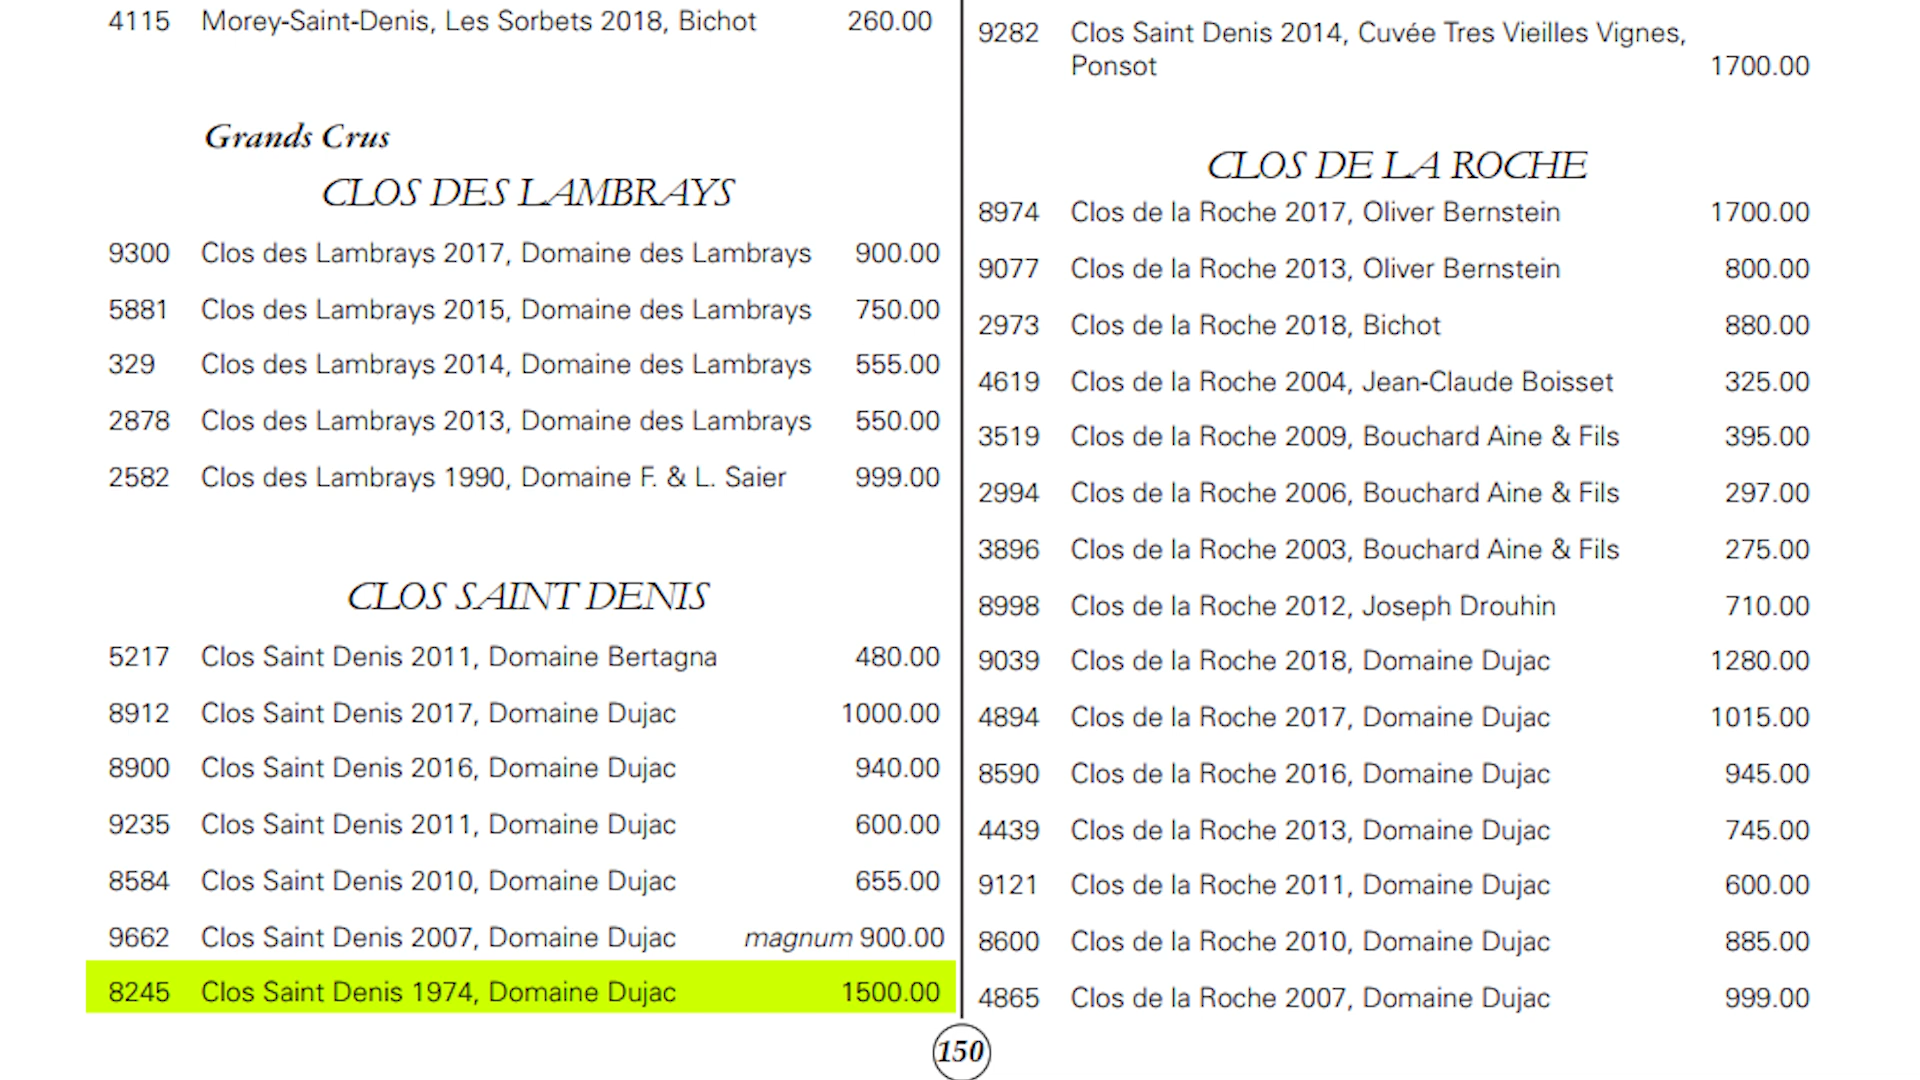 4115 Morey-Saint-Denis, Les Sorbets 2018, Bichot 260.00
Grands Crus
CLOS DES LAMBRAYS
9300 Clos des Lambrays 2017, Domaine des Lambrays 900.00
5881 Clos des Lambrays 2015, Domaine des Lambrays 750.00
329 Clos des Lambrays 2014, Domaine des Lambrays 555.00
2878 Clos des Lambrays 2013, Domaine des Lambrays 550.00
2582 Clos des Lambrays 1990, Domaine F. & L. Saier 999.00
CLOS SAINT DENIS
5217 Clos Saint Denis 2011, Domaine Bertagna 480.00
8912 Clos Saint Denis 2017, Domaine Dujac 1000.00
8900 Clos Saint Denis 2016, Domaine Dujac 940.00
9235 Clos Saint Denis 2011, Domaine Dujac 600.00
8584 Clos Saint Denis 2010, Domaine Dujac 655.00
9662 Clos Saint Denis 2007, Domaine Dujac magnum 900.00
8245 Clos Saint Denis 1974, Domaine Dujac 1500.00
9282 Clos Saint Denis 2014, Cuvée Tres Vieilles Vignes,
Ponsot 1700.00
CLOS DE LA ROCHE
8974 Clos de la Roche 2017, Oliver Bernstein 1700.00
9077 Clos de la Roche 2013, Oliver Bernstein 800.00
2973 Clos de la Roche 2018, Bichot 880.00
4619 Clos de la Roche 2004, Jean-Claude Boisset 325.00
3519 Clos de la Roche 2009, Bouchard Aine & Fils 395.00
2994 Clos de la Roche 2006, Bouchard Aine & Fils 297.00
3896 Clos de la Roche 2003, Bouchard Aine & Fils 275.00
8998 Clos de la Roche 2012, Joseph Drouhin 710.00
9039 Clos de la Roche 2018, Domaine Dujac 1280.00
4894 Clos de la Roche 2017, Domaine Dujac 1015.00
8590 Clos de la Roche 2016, Domaine Dujac 945.00
4439 Clos de la Roche 2013, Domaine Dujac 745.00
9121 Clos de la Roche 2011, Domaine Dujac 600.00
8600 Clos de la Roche 2010, Domaine Dujac 885.00
4865 Clos de la Roche 2007, Domaine Dujac 999.00
150